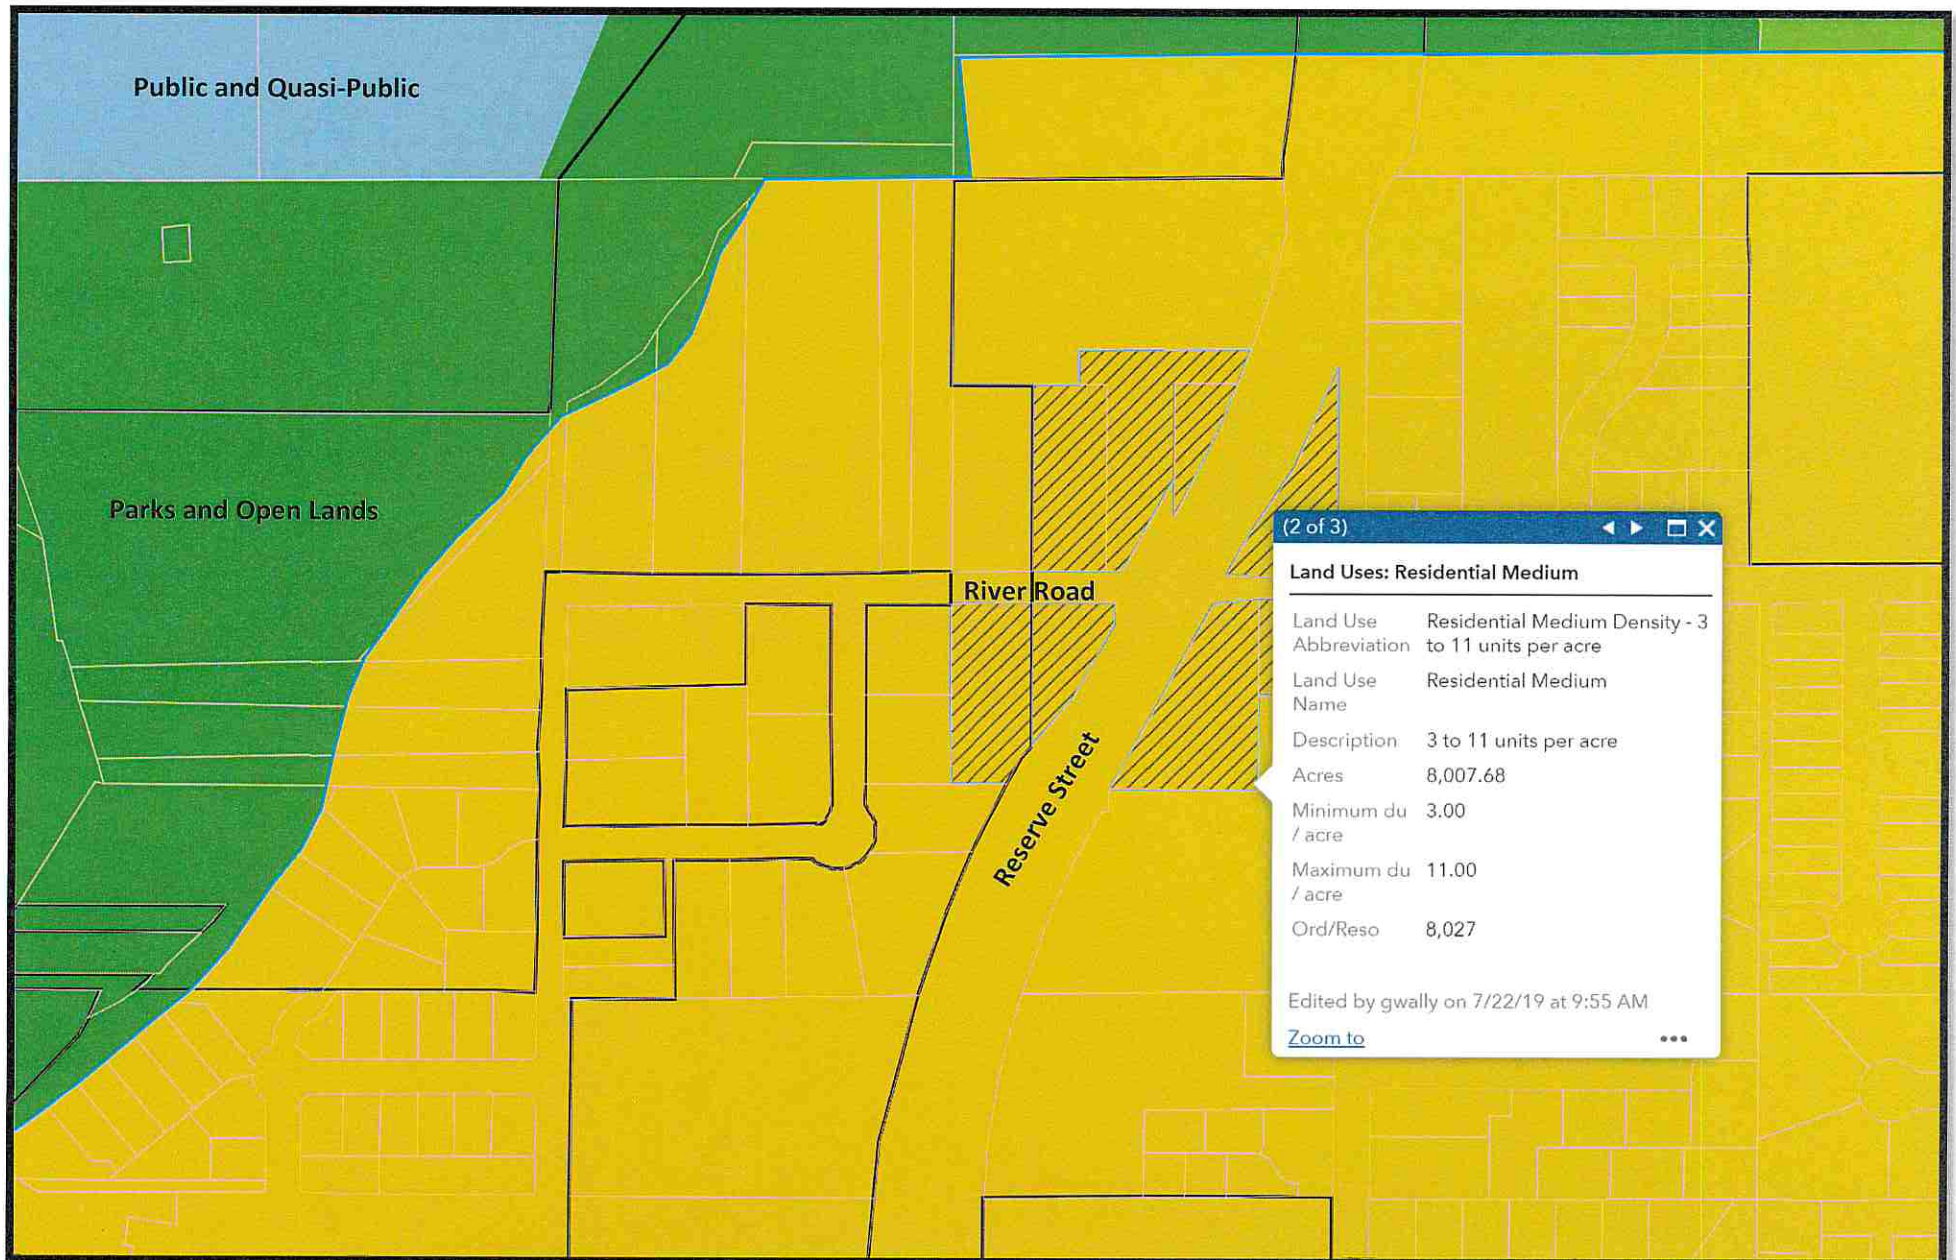 Public and Quasi-Public
Parks and Open Lands
River Road
Reserve Street
(2 of 3)
Land Uses: Residential Medium
Land Use Abbreviation
Residential Medium Density - 3
to 11 units per acre
Land Use Name
Residential Medium
Description
3 to 11 units per acre
Acres
8,007.68
Minimum du / acre
3.00
Maximum du / acre
11.00
Ord/Reso
8,027
Edited by gwally on 7/22/19 at 9:55 AM
Zoom to